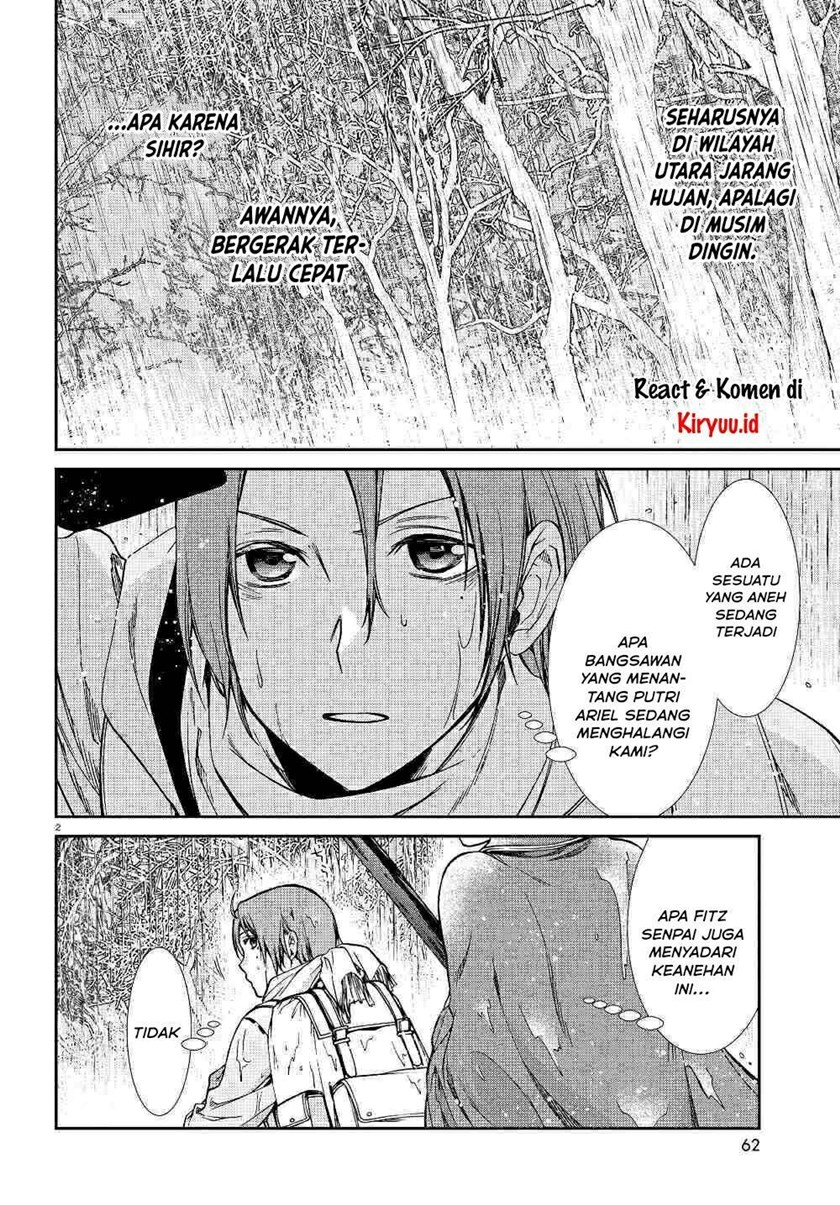 SEHARUSNYA
DI WILAYAH
UTARA JARANG
HUJAN, APALAGI
DI MUSIM
DINGIN.
AWANNYA,
BERGERAK TER-
LALU CEPAT
...APA KARENA
SIHIR?
React & Komen di
Kiryuu.id
ADA
SESUATU
YANG ANEH
SEDANG
TERJADI
APA
BANGSAWAN
YANG MENAN-
TANG PUTRI
ARIEL SEDANG
MENGHALANGI
KAMI?
2
APA FITZ
SENPAI JUGA
MENYADARI
KEANEHAN
INI...
TIDAK
62